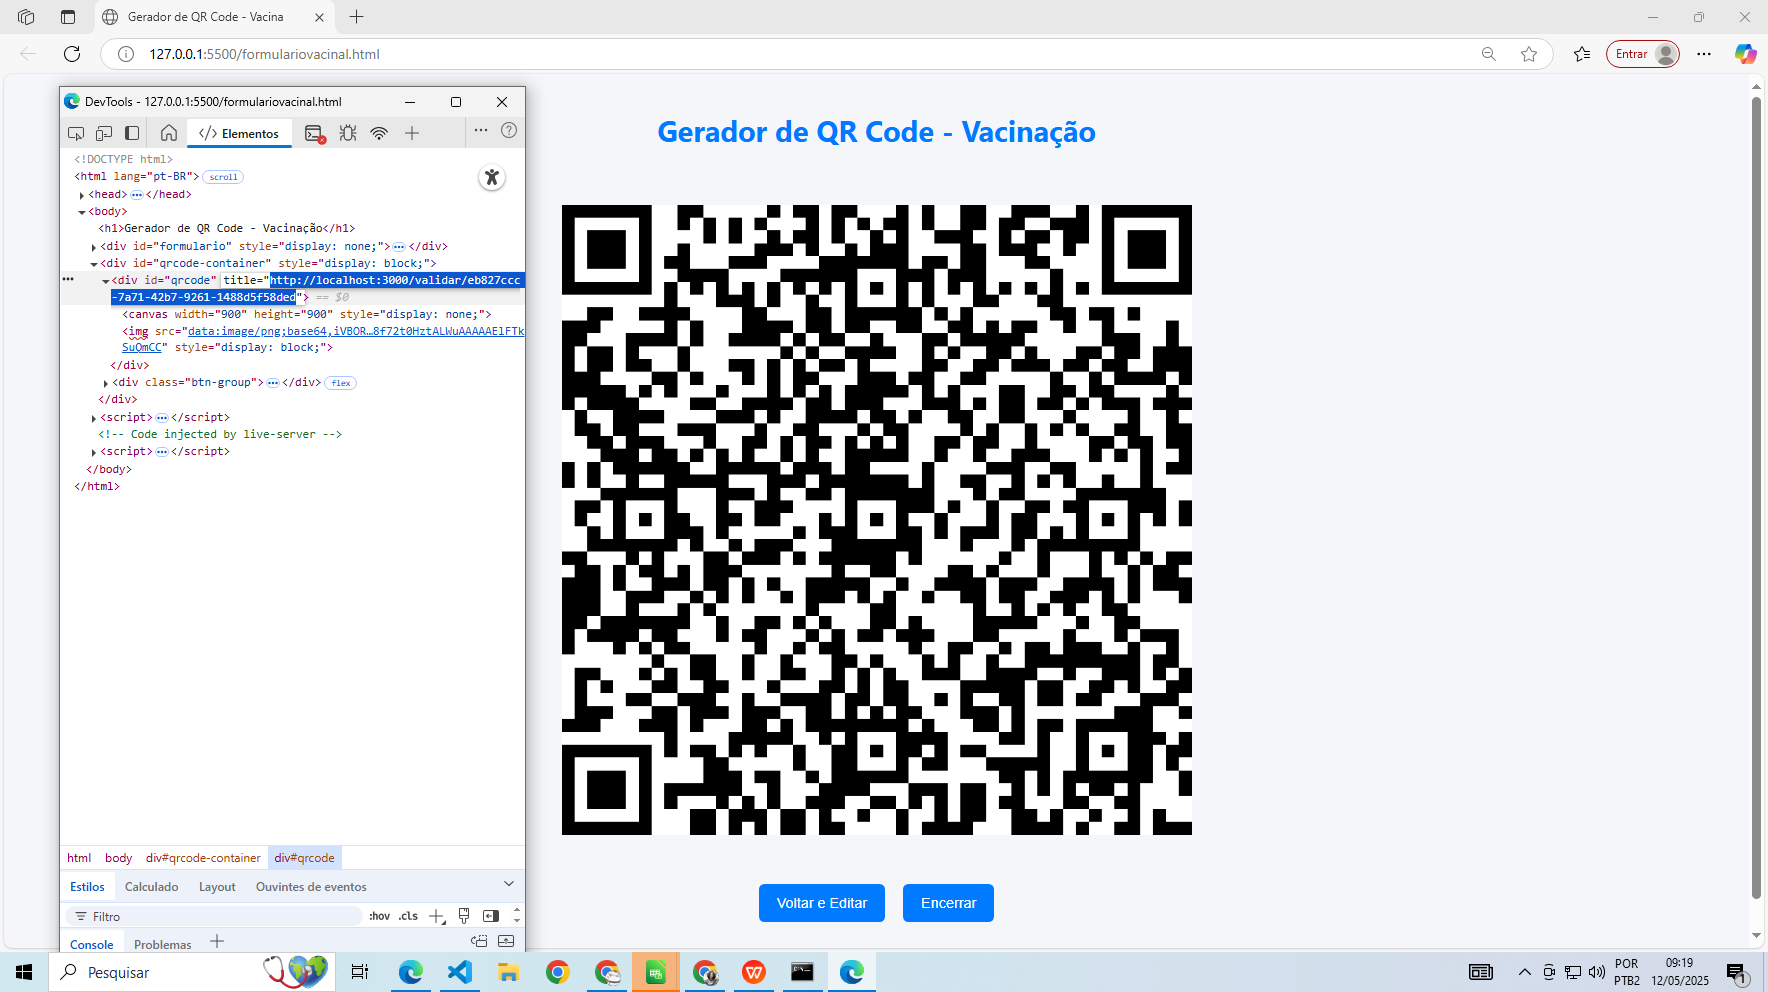 Gerador de QR Code - Vacina
127.0.0.1:5500/formulariovacinal.html
Entrar
DevTools - 127.0.0.1:5500/formulariovacinal.html
Elementos
<!DOCTYPE html>
<html lang="pt-BR"> scroll
<head> ••• </head>
<body>
<h1>Gerador de QR Code - Vacinação</h1>
<div id="formulario" style="display: none;"> ••• </div>
<div id="qrcode-container" style="display: block;">
<div id="qrcode" title="http://localhost:3000/validar/eb827ccc
-7a71-42b7-9261-1488d5f58ded"> == $0
<canvas width="900" height="900" style="display: none;">
<img src="data:image/png;base64,iVBOR…8f72t0HztALWuAAAAAElFTk
SuQmCC" style="display: block;">
</div>
<div class="btn-group"> ••• </div> flex
</div>
<script> ••• </script>
<!-- Code injected by live-server -->
<script> ••• </script>
</body>
</html>
html body div#qrcode-container div#qrcode
Estilos Calculado Layout Ouvintes de eventos
Filtro :hov .cls
Console Problemas
Gerador de QR Code - Vacinação
Voltar e Editar Encerrar
Pesquisar
POR
PTB2
09:19
12/05/2025
1